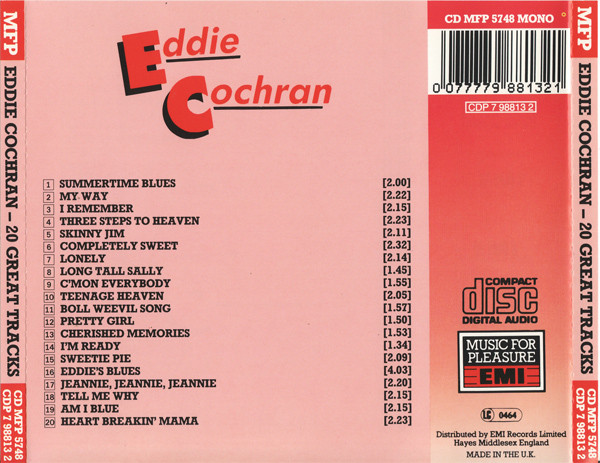 MFP
EDDIE COCHRAN – 20 GREAT TRACKS
CD MFP 5748
CDP 7 98813 2
Eddie
Cochran
1 SUMMERTIME BLUES [2.00]
2 MY WAY [2.22]
3 I REMEMBER [2.15]
4 THREE STEPS TO HEAVEN [2.23]
5 SKINNY JIM [2.11]
6 COMPLETELY SWEET [2.32]
7 LONELY [2.14]
8 LONG TALL SALLY [1.45]
9 C'MON EVERYBODY [1.55]
10 TEENAGE HEAVEN [2.05]
11 BOLL WEEVIL SONG [1.57]
12 PRETTY GIRL [1.50]
13 CHERISHED MEMORIES [1.53]
14 I'M READY [1.34]
15 SWEETIE PIE [2.09]
16 EDDIE'S BLUES [4.03]
17 JEANNIE, JEANNIE, JEANNIE [2.20]
18 TELL ME WHY [2.15]
19 AM I BLUE [2.15]
20 HEART BREAKIN' MAMA [2.23]
CD MFP 5748 MONO
0 077779 881321
CDP 7 98813 2
COMPACT
disc
DIGITAL AUDIO
MUSIC FOR
PLEASURE
EMI
LC 0464
Distributed by EMI Records Limited
Hayes Middlesex England
MADE IN THE U.K.
MFP
EDDIE COCHRAN – 20 GREAT TRACKS
CD MFP 5748
CDP 7 98813 2